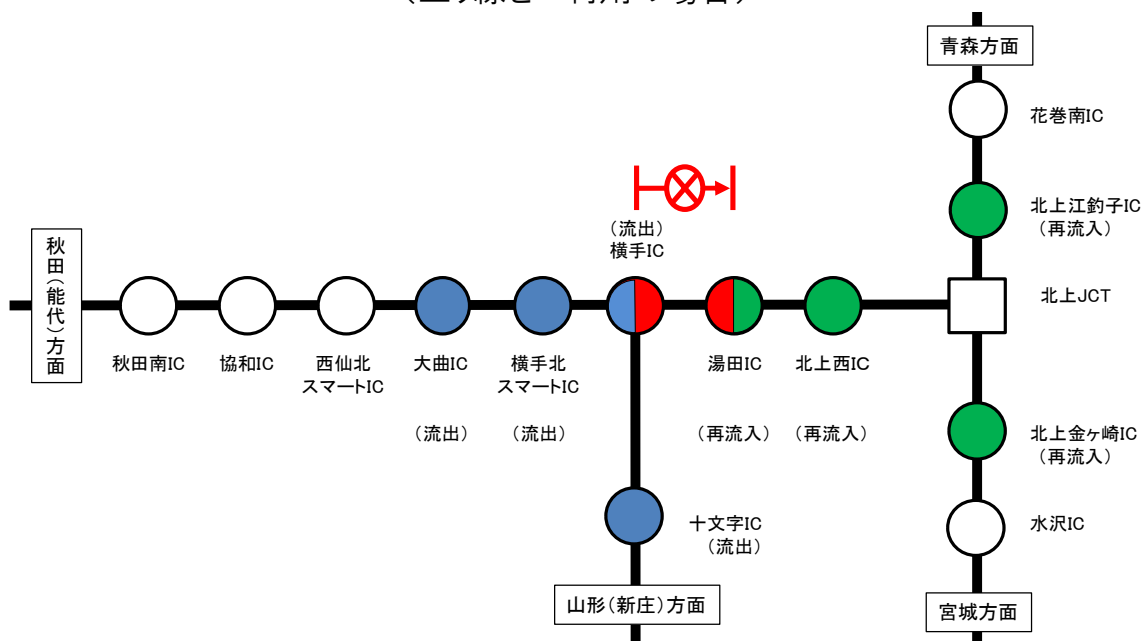 青森方面
花巻南IC
北上江釣子IC
(再流入)
(流出)
横手IC
秋田(能代)方面
北上JCT
秋田南IC
協和IC
西仙北
スマートIC
大曲IC
(流出)
横手北
スマートIC
(流出)
湯田IC
(再流入)
北上西IC
(再流入)
北上金ヶ崎IC
(再流入)
十文字IC
(流出)
水沢IC
山形(新庄)方面
宮城方面